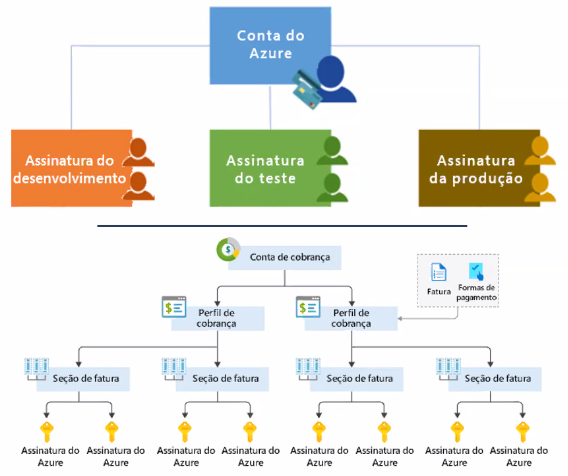 Conta do
Azure
Assinatura do
desenvolvimento
Assinatura
do teste
Assinatura
da produção
Conta de cobrança
Fatura
Formas de
pagamento
Perfil de
cobrança
Perfil de
cobrança
Seção de fatura
Seção de fatura
Seção de fatura
Seção de fatura
Assinatura do
Azure
Assinatura do
Azure
Assinatura do
Azure
Assinatura do
Azure
Assinatura do
Azure
Assinatura do
Azure
Assinatura do
Azure
Assinatura do
Azure